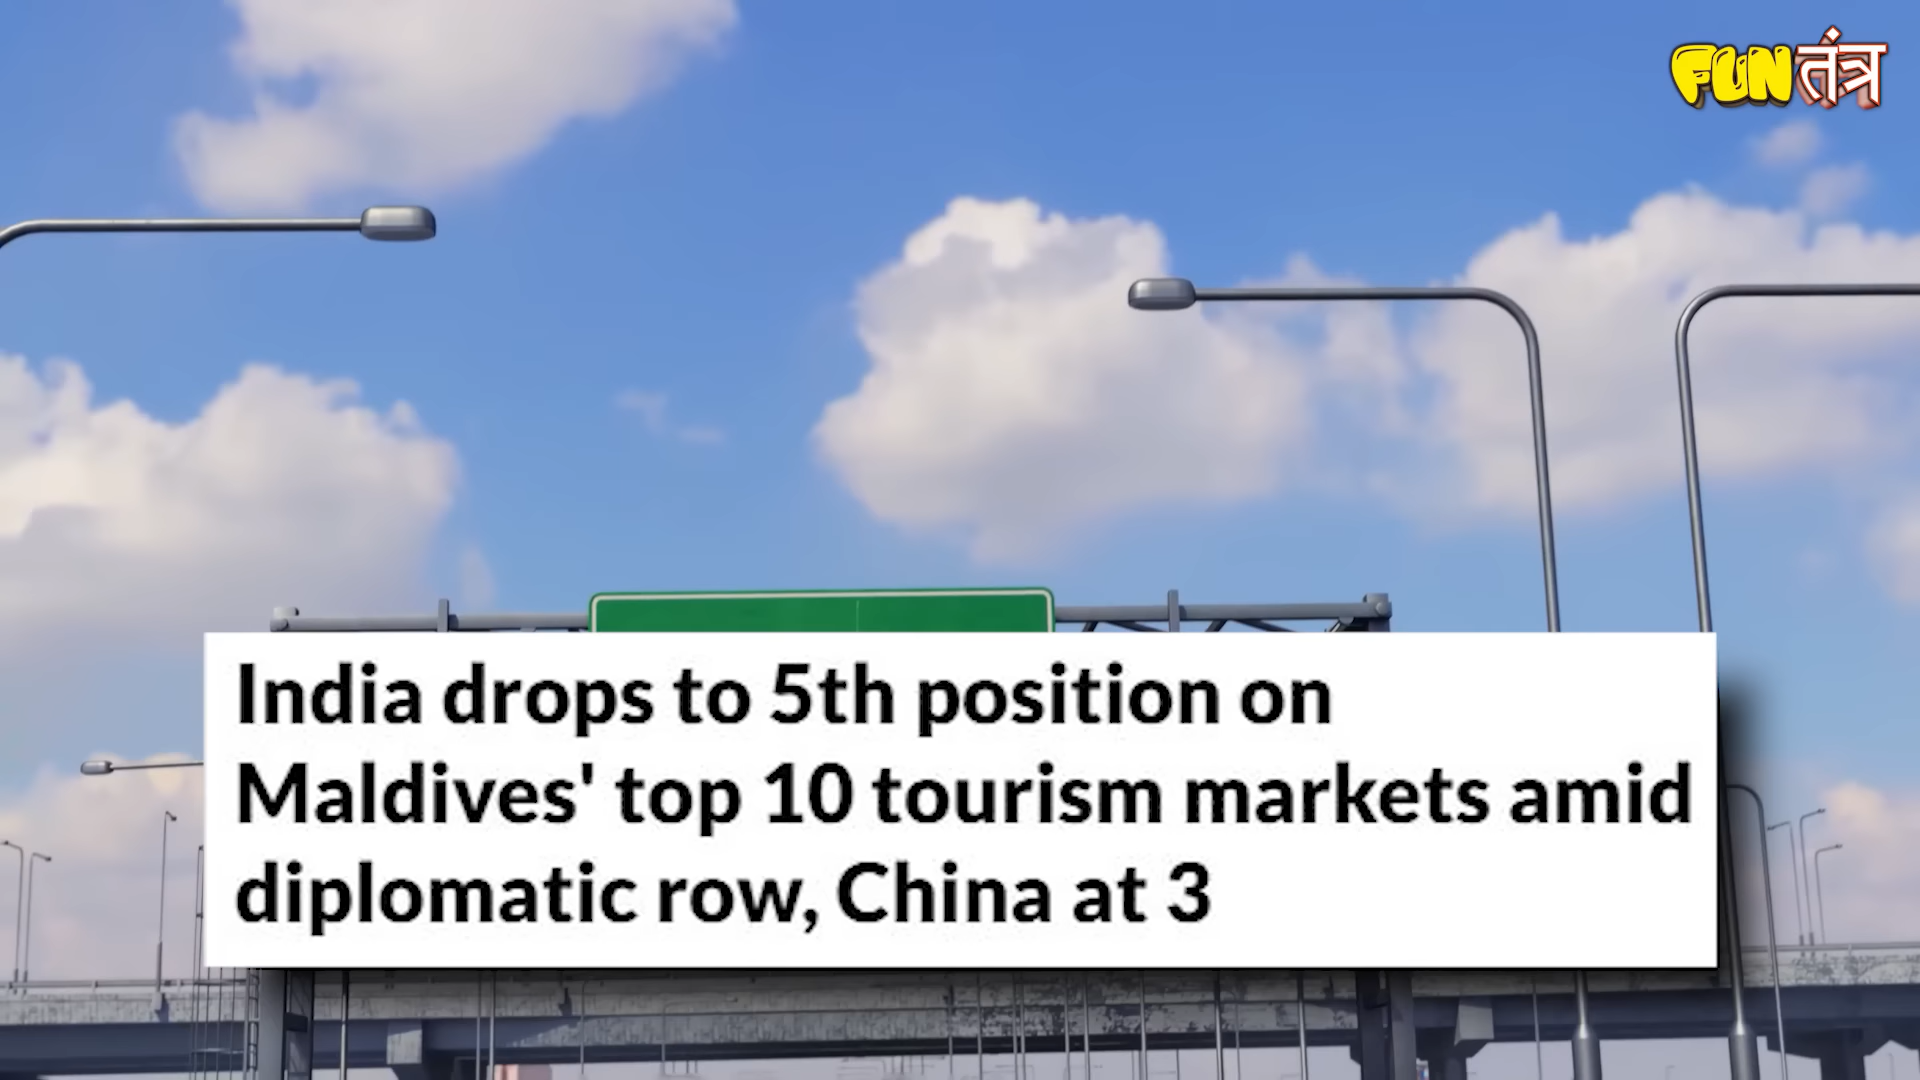 FUNतंत्र
India drops to 5th position on
Maldives' top 10 tourism markets amid
diplomatic row, China at 3